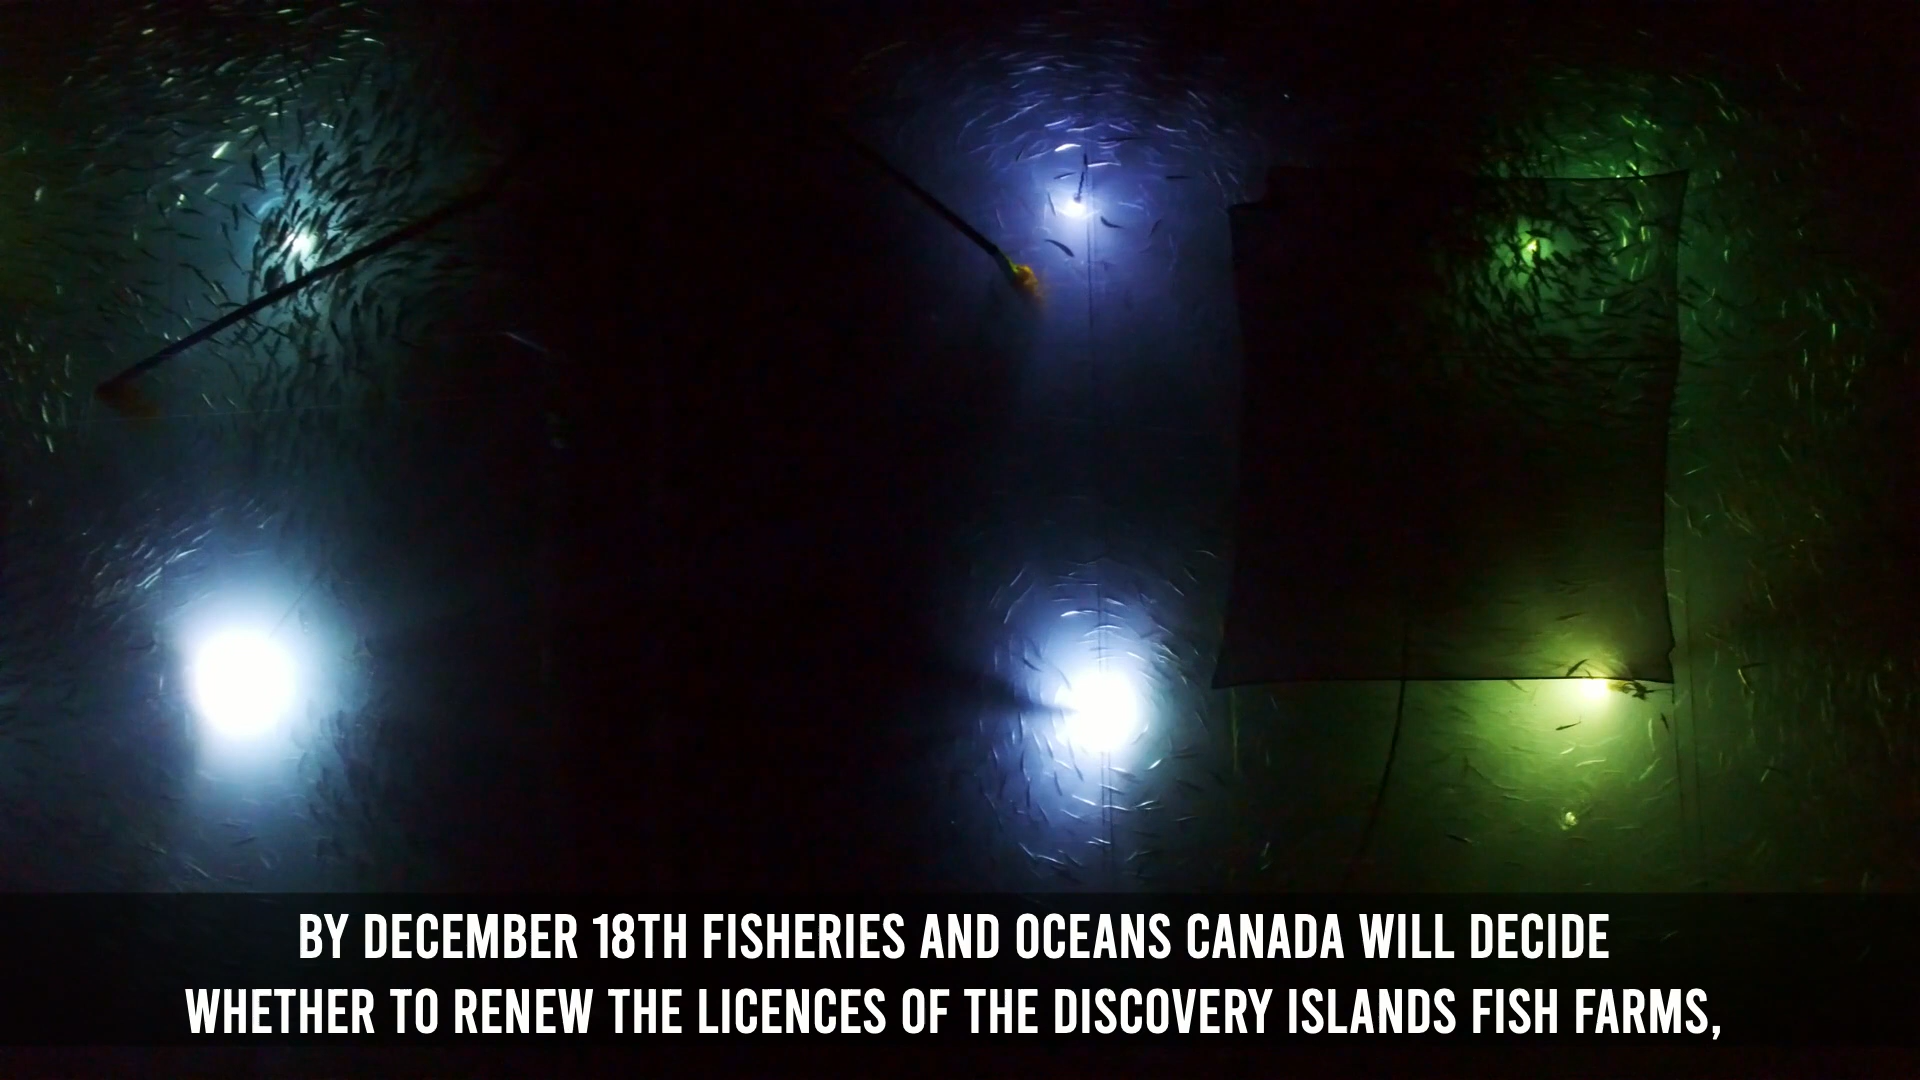 BY DECEMBER 18TH FISHERIES AND OCEANS CANADA WILL DECIDE
WHETHER TO RENEW THE LICENCES OF THE DISCOVERY ISLANDS FISH FARMS,